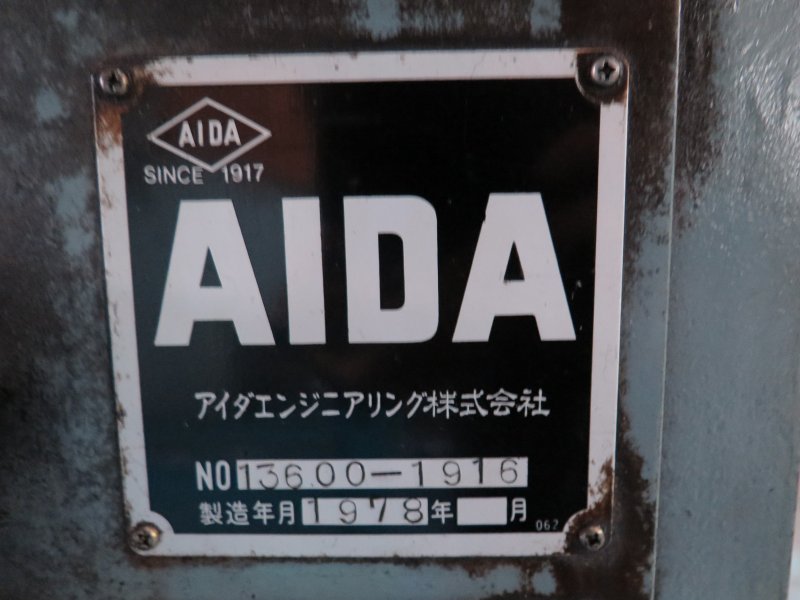 AIDA
SINCE 1917
AIDA
アイダエンジニアリング株式会社
NO 13600-1916
製造年月 1978年 月
062